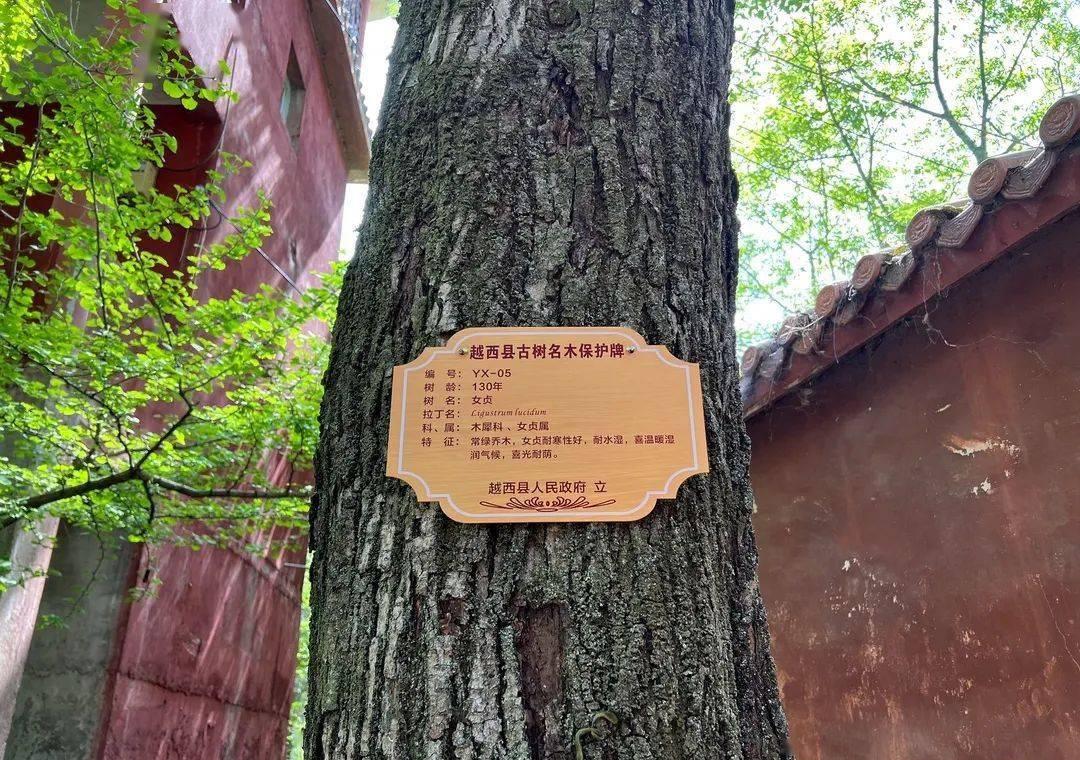 越西县古树名木保护牌
编 号： YX-05
树 龄： 130年
树 名： 女贞
拉丁名： Ligustrum lucidum
科、属： 木犀科、女贞属
特 征： 常绿乔木，女贞耐寒性好，耐水湿，喜温暖湿
润气候，喜光耐荫。
越西县人民政府 立